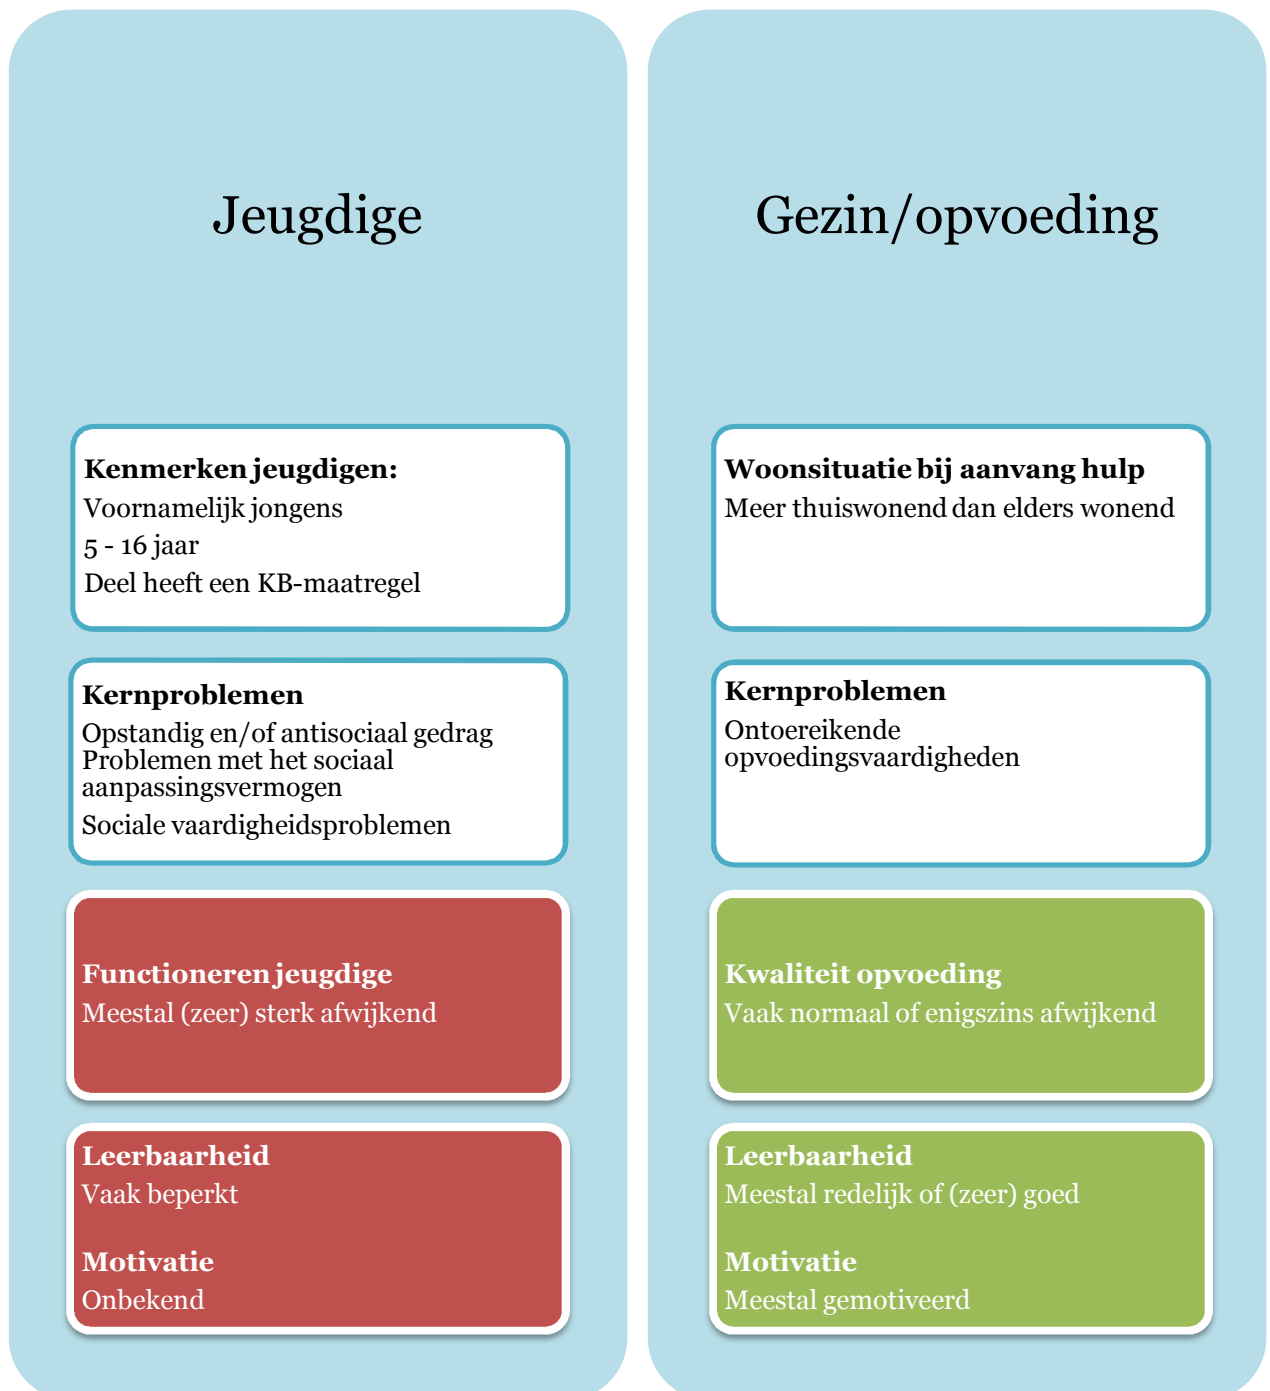 Jeugdige
Kenmerken jeugdigen:
Voornamelijk jongens
5 - 16 jaar
Deel heeft een KB-maatregel
Kernproblemen
Opstandig en/of antisociaal gedrag
Problemen met het sociaal
aanpassingsvermogen
Sociale vaardigheidsproblemen
Functioneren jeugdige
Meestal (zeer) sterk afwijkend
Leerbaarheid
Vaak beperkt
Motivatie
Onbekend
Gezin/opvoeding
Woonsituatie bij aanvang hulp
Meer thuiswonend dan elders wonend
Kernproblemen
Ontoereikende
opvoedingsvaardigheden
Kwaliteit opvoeding
Vaak normaal of enigszins afwijkend
Leerbaarheid
Meestal redelijk of (zeer) goed
Motivatie
Meestal gemotiveerd